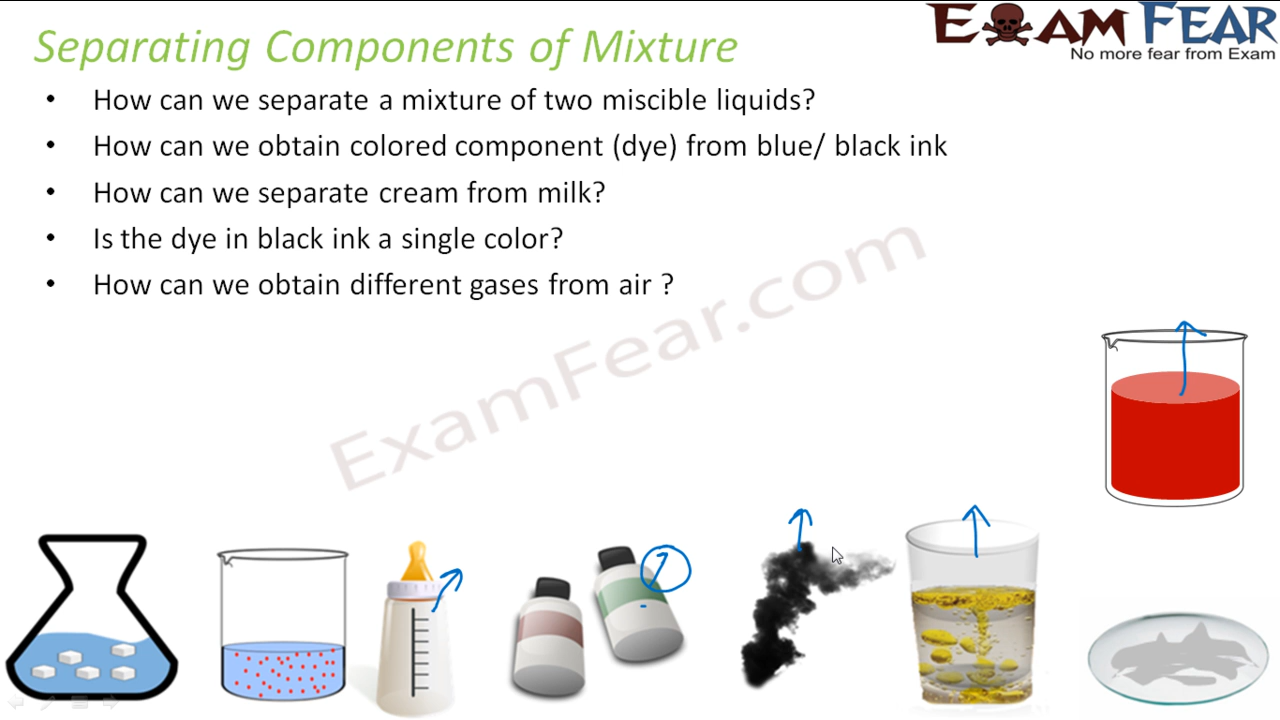 Separating Components of Mixture
EXAM FEAR
No more fear from Exam
• How can we separate a mixture of two miscible liquids?
• How can we obtain colored component (dye) from blue/ black ink
• How can we separate cream from milk?
• Is the dye in black ink a single color?
• How can we obtain different gases from air ?
ExamFear.com